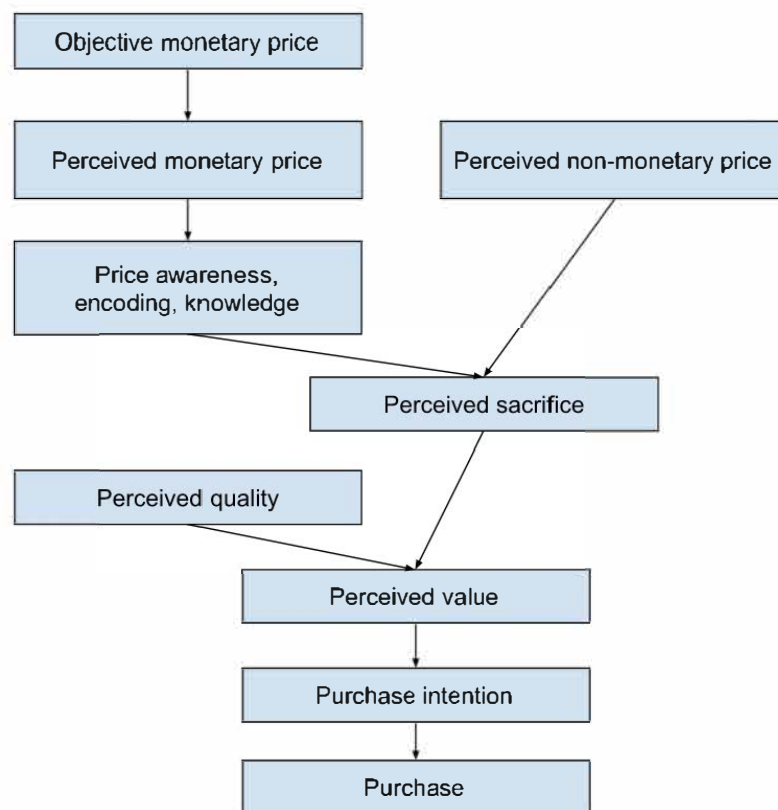 Objective monetary price
Perceived monetary price
Perceived non-monetary price
Price awareness,
encoding, knowledge
Perceived sacrifice
Perceived quality
Perceived value
Purchase intention
Purchase